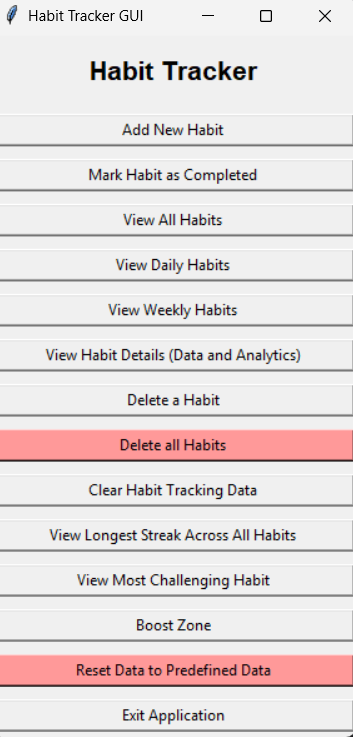 Habit Tracker GUI
Habit Tracker
Add New Habit
Mark Habit as Completed
View All Habits
View Daily Habits
View Weekly Habits
View Habit Details (Data and Analytics)
Delete a Habit
Delete all Habits
Clear Habit Tracking Data
View Longest Streak Across All Habits
View Most Challenging Habit
Boost Zone
Reset Data to Predefined Data
Exit Application